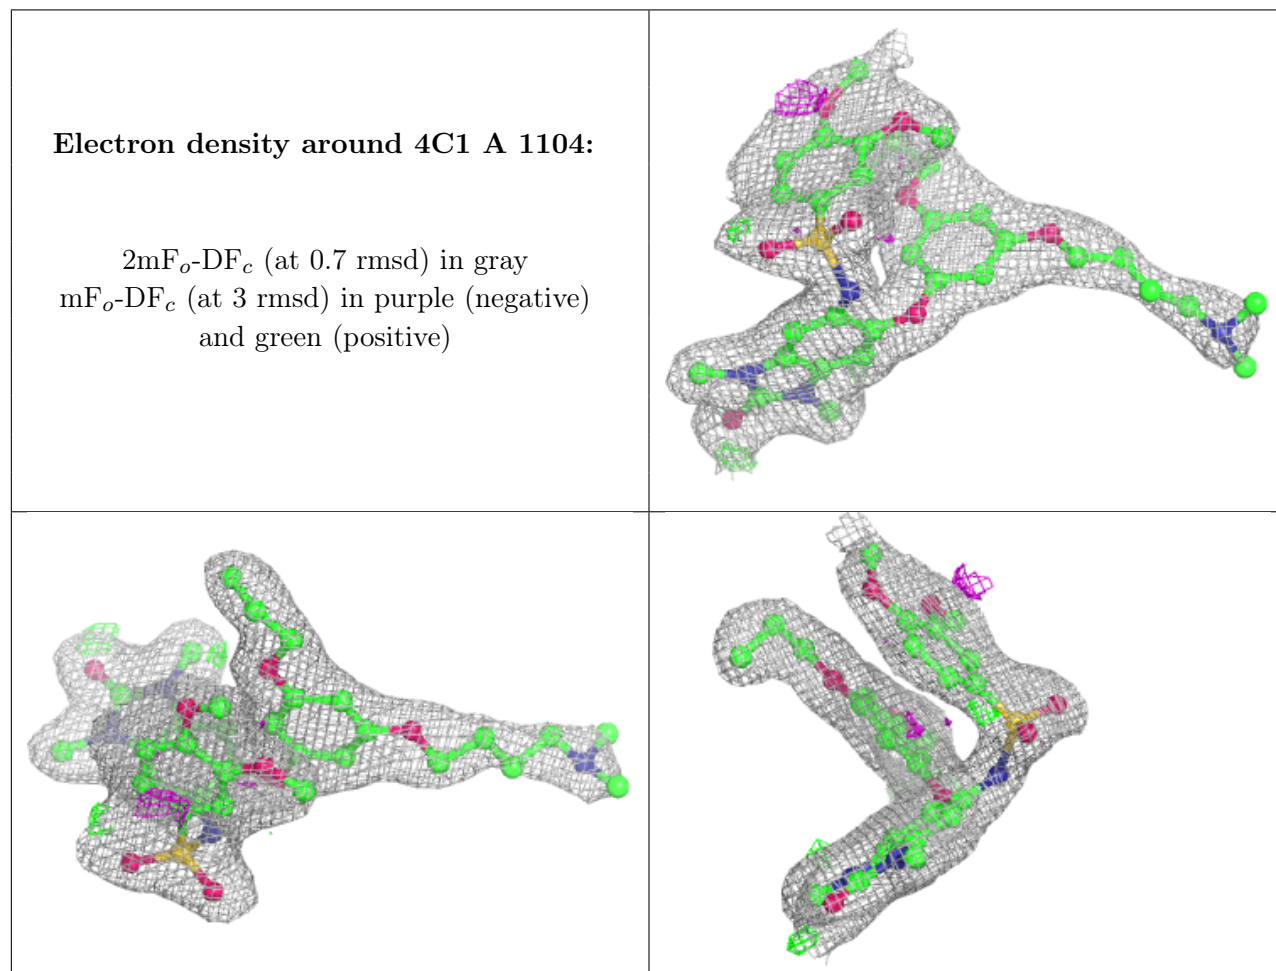 Electron density around 4C1 A 1104:
2mFo-DFc (at 0.7 rmsd) in gray
mFo-DFc (at 3 rmsd) in purple (negative)
and green (positive)